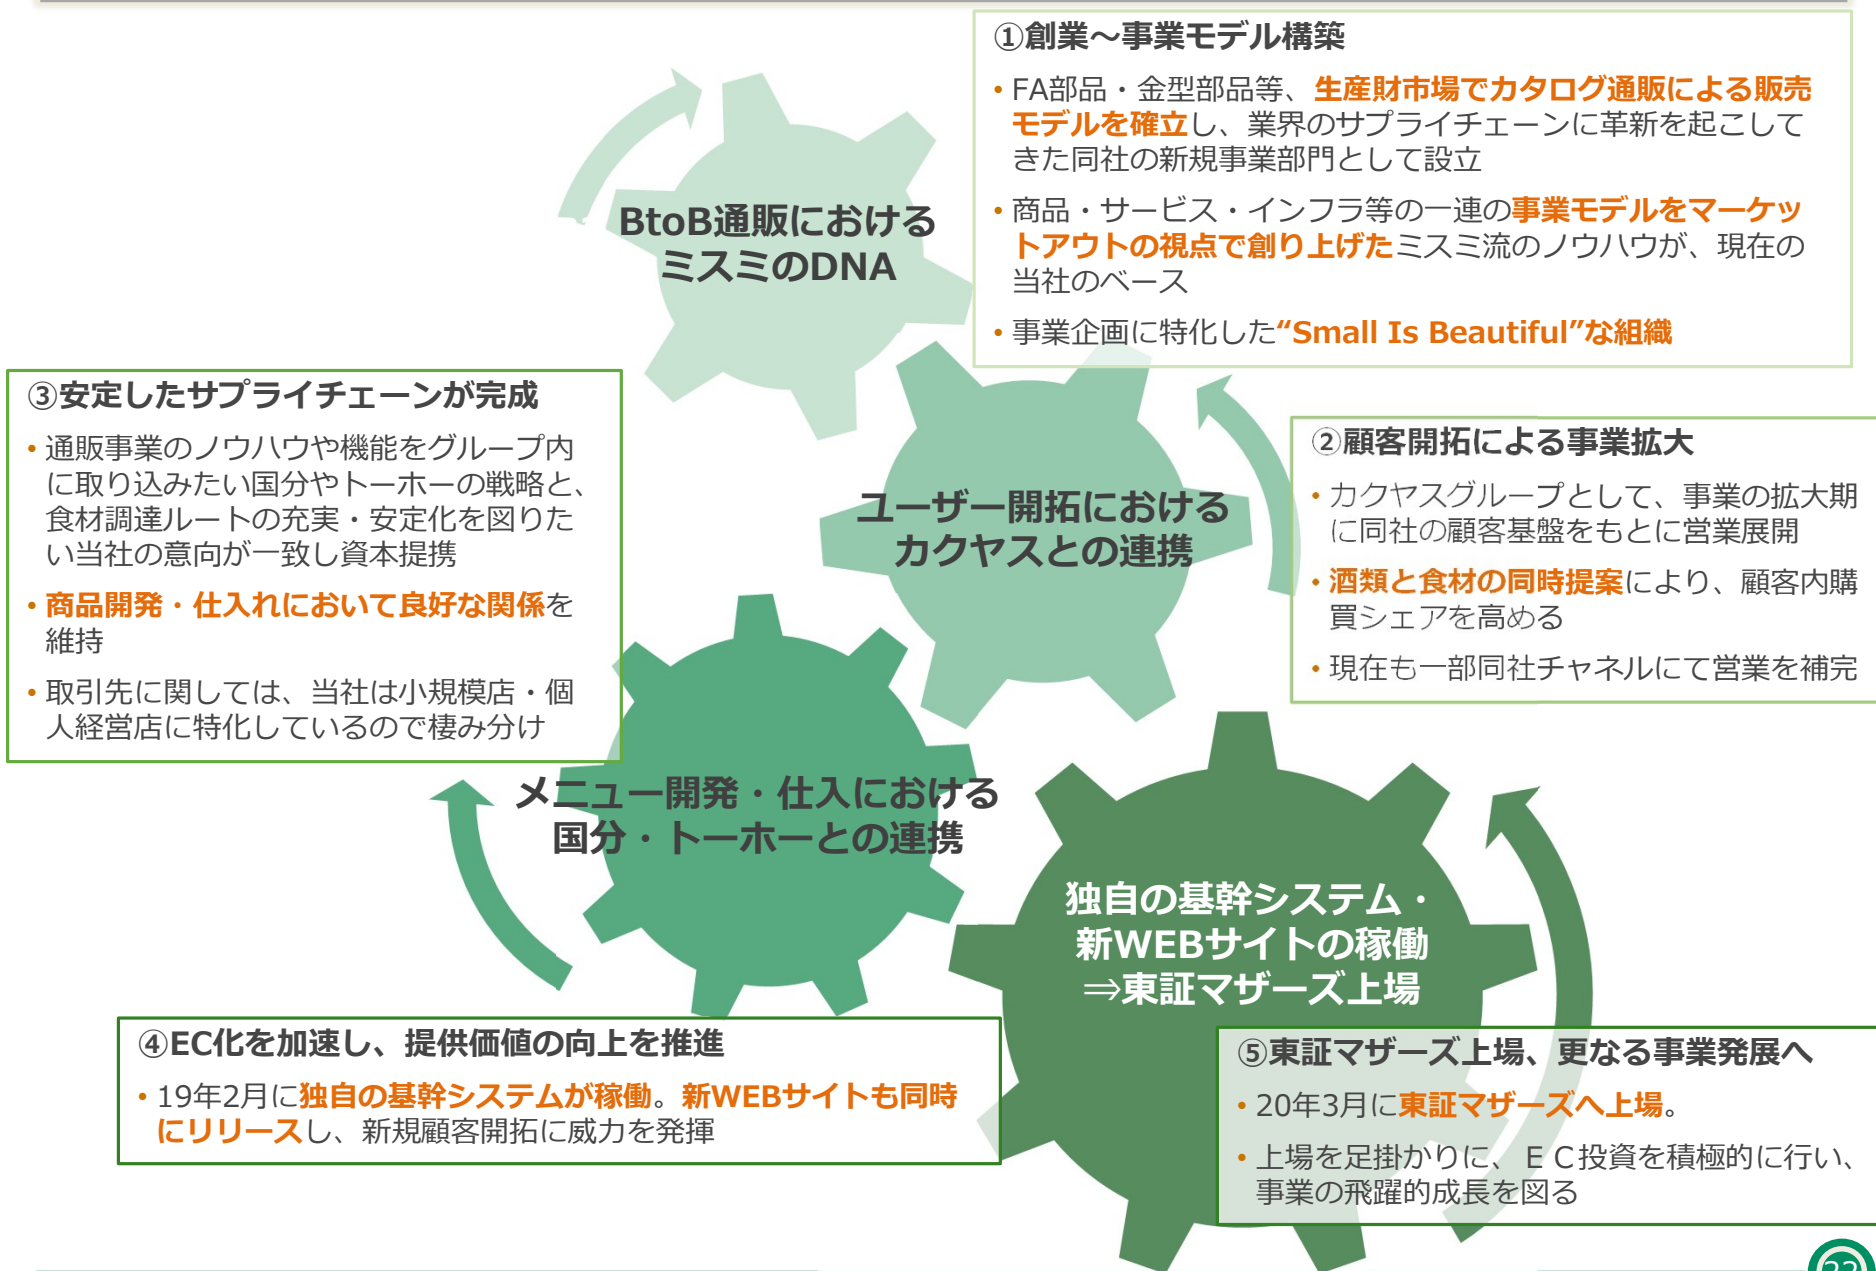 ①創業～事業モデル構築
• FA部品・金型部品等、生産財市場でカタログ通販による販売
モデルを確立し、業界のサプライチェーンに革新を起こして
きた同社の新規事業部門として設立
• 商品・サービス・インフラ等の一連の事業モデルをマーケッ
トアウトの視点で創り上げたミスミ流のノウハウが、現在の
当社のベース
• 事業企画に特化した“Small Is Beautiful”な組織
BtoB通販における
ミスミのDNA
②顧客開拓による事業拡大
• カクヤスグループとして、事業の拡大期
に同社の顧客基盤をもとに営業展開
• 酒類と食材の同時提案により、顧客内購
買シェアを高める
• 現在も一部同社チャネルにて営業を補完
ユーザー開拓における
カクヤスとの連携
③安定したサプライチェーンが完成
• 通販事業のノウハウや機能をグループ内
に取り込みたい国分やトーホーの戦略と、
食材調達ルートの充実・安定化を図りた
い当社の意向が一致し資本提携
• 商品開発・仕入れにおいて良好な関係を
維持
• 取引先に関しては、当社は小規模店・個
人経営店に特化しているので棲み分け
メニュー開発・仕入における
国分・トーホーとの連携
独自の基幹システム・
新WEBサイトの稼働
⇒東証マザーズ上場
④EC化を加速し、提供価値の向上を推進
• 19年2月に独自の基幹システムが稼働。新WEBサイトも同時
にリリースし、新規顧客開拓に威力を発揮
⑤東証マザーズ上場、更なる事業発展へ
• 20年3月に東証マザーズへ上場。
• 上場を足掛かりに、ＥＣ投資を積極的に行い、
事業の飛躍的成長を図る